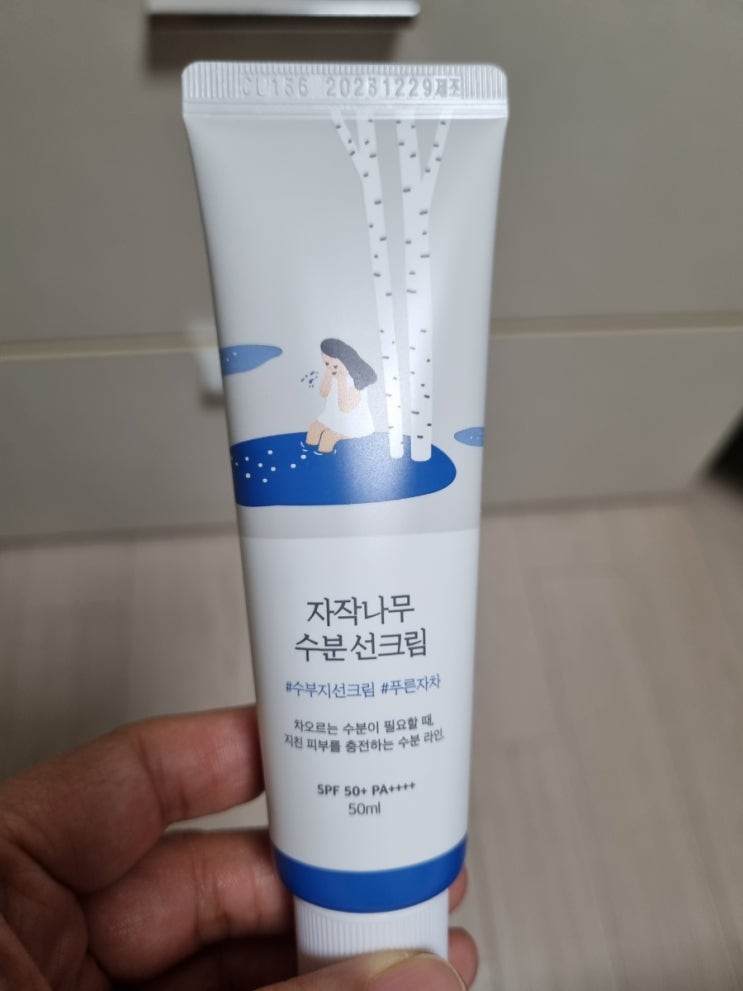 20231229제조
자작나무
수분 선크림
#수부지선크림 #푸른자차
차오르는 수분이 필요할 때,
지친 피부를 충전하는 수분 라인.
SPF 50+ PA++++
50ml